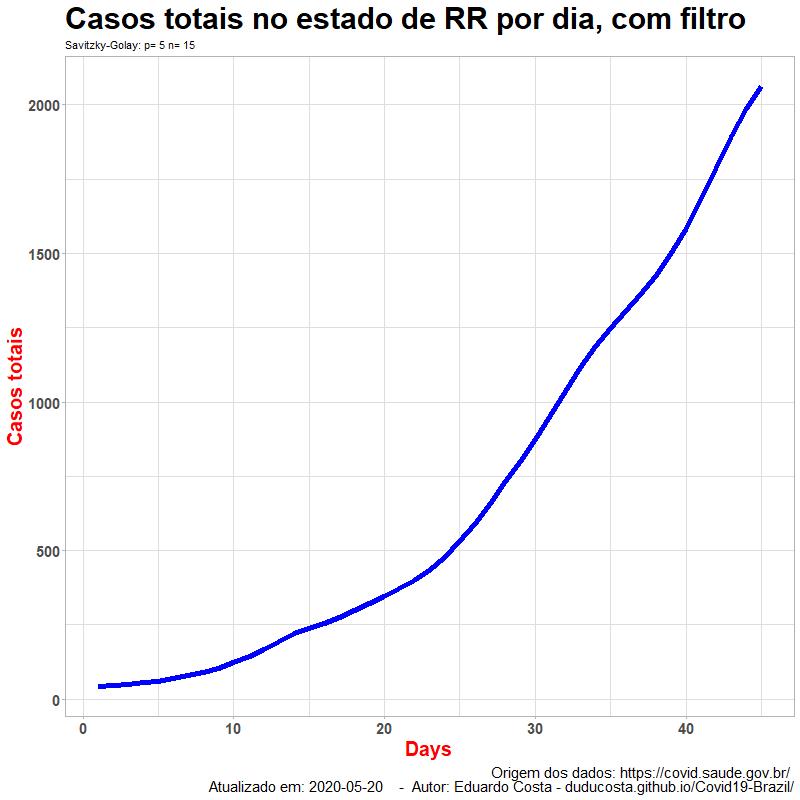 Casos totais no estado de RR por dia, com filtro
Savitzky-Golay: p= 5 n= 15
2000
1500
1000
500
0
Casos totais
0 10 20 30 40
Days
Origem dos dados: https://covid.saude.gov.br/
Atualizado em: 2020-05-20 - Autor: Eduardo Costa - duducosta.github.io/Covid19-Brazil/